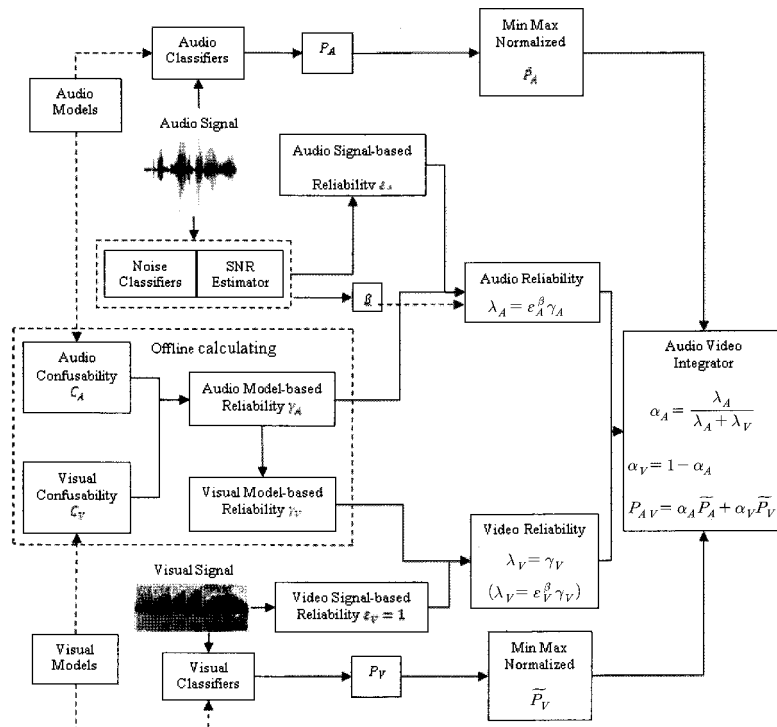 Audio
Classifiers
P_A
Min Max
Normalized
P̃_A
Audio
Models
Audio Signal
Audio Signal-based
Reliability ε_A
Noise
Classifiers
SNR
Estimator
β
Audio Reliability
λ_A = ε_A^β γ_A
Offline calculating
Audio
Confusability
C_A
Audio Model-based
Reliability γ_A
Visual
Confusability
C_V
Visual Model-based
Reliability γ_V
Audio Video
Integrator
α_A = λ_A / (λ_A + λ_V)
α_V = 1 − α_A
P_{AV} = α_A P̃_A + α_V P̃_V
Video Reliability
λ_V = γ_V
(λ_V = ε_V^β γ_V)
Visual Signal
Video Signal-based
Reliability ε_V = 1
Visual
Models
Visual
Classifiers
P_V
Min Max
Normalized
P̃_V